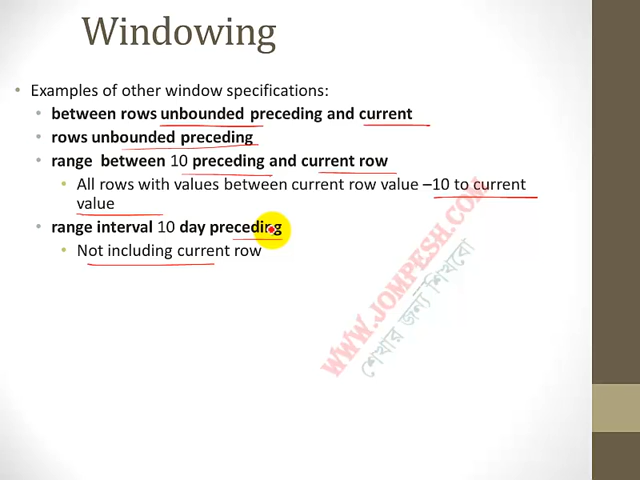 Windowing
• Examples of other window specifications:
• between rows unbounded preceding and current
• rows unbounded preceding
• range between 10 preceding and current row
• All rows with values between current row value –10 to current
value
• range interval 10 day preceding
• Not including current row
WWW.JOMPESH.COM
শেখার জন্য শিখবো